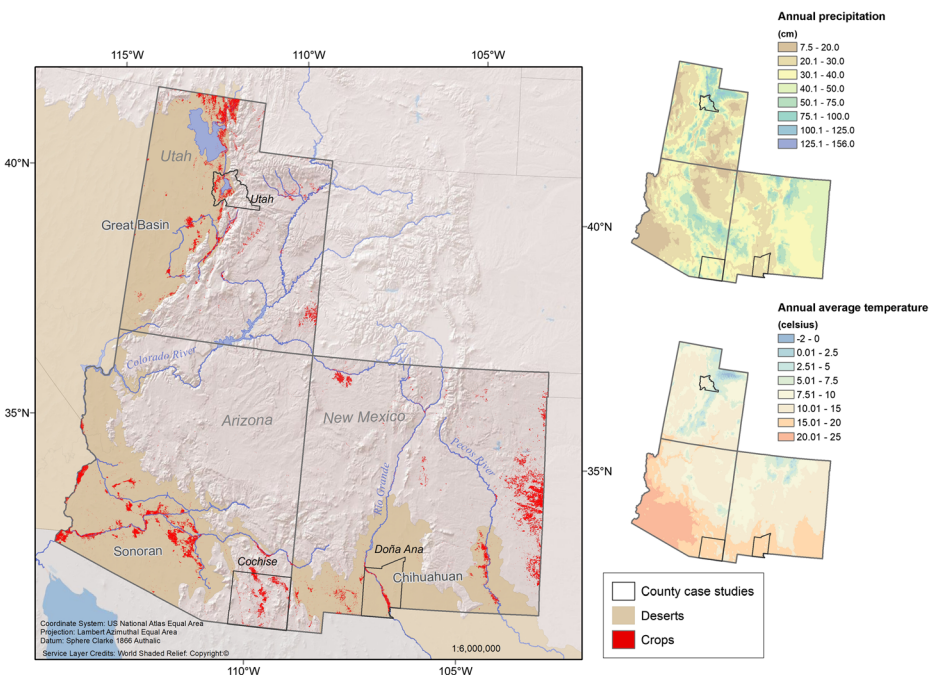 115°W
110°W
105°W
40°N
35°N
Utah
Utah
Great Basin
Colorado River
Arizona
New Mexico
Rio Grande
Pecos River
Sonoran
Cochise
Doña Ana
Chihuahuan
Coordinate System: US National Atlas Equal Area
Projection: Lambert Azimuthal Equal Area
Datum: Sphere Clarke 1866 Authalic
Service Layer Credits: World Shaded Relief: Copyright:©
1:6,000,000
110°W
105°W
40°N
35°N
Annual precipitation
(cm)
7.5 - 20.0
20.1 - 30.0
30.1 - 40.0
40.1 - 50.0
50.1 - 75.0
75.1 - 100.0
100.1 - 125.0
125.1 - 156.0
Annual average temperature
(celsius)
-2 - 0
0.01 - 2.5
2.51 - 5
5.01 - 7.5
7.51 - 10
10.01 - 15
15.01 - 20
20.01 - 25
County case studies
Deserts
Crops